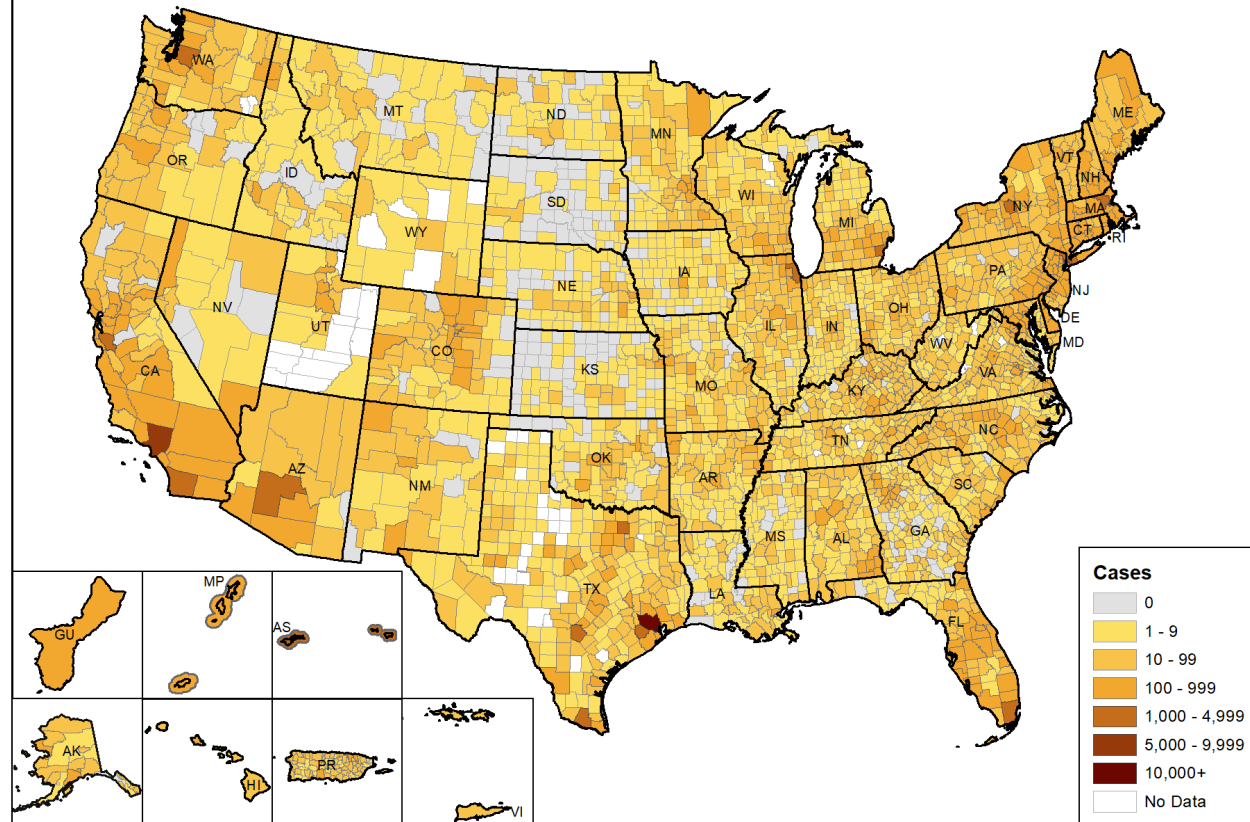 WA
MT
ND
MN
ME
OR
ID
SD
WI
MI
VT
NH
NY
MA
CT
RI
WY
IA
PA
NJ
NE
NV
UT
CO
IL
IN
OH
DE
MD
WV
VA
CA
KS
MO
KY
AZ
NM
OK
TN
NC
AR
SC
MS
AL
GA
TX
LA
FL
MP
GU
AS
AK
HI
PR
VI
Cases
0
1 - 9
10 - 99
100 - 999
1,000 - 4,999
5,000 - 9,999
10,000+
No Data